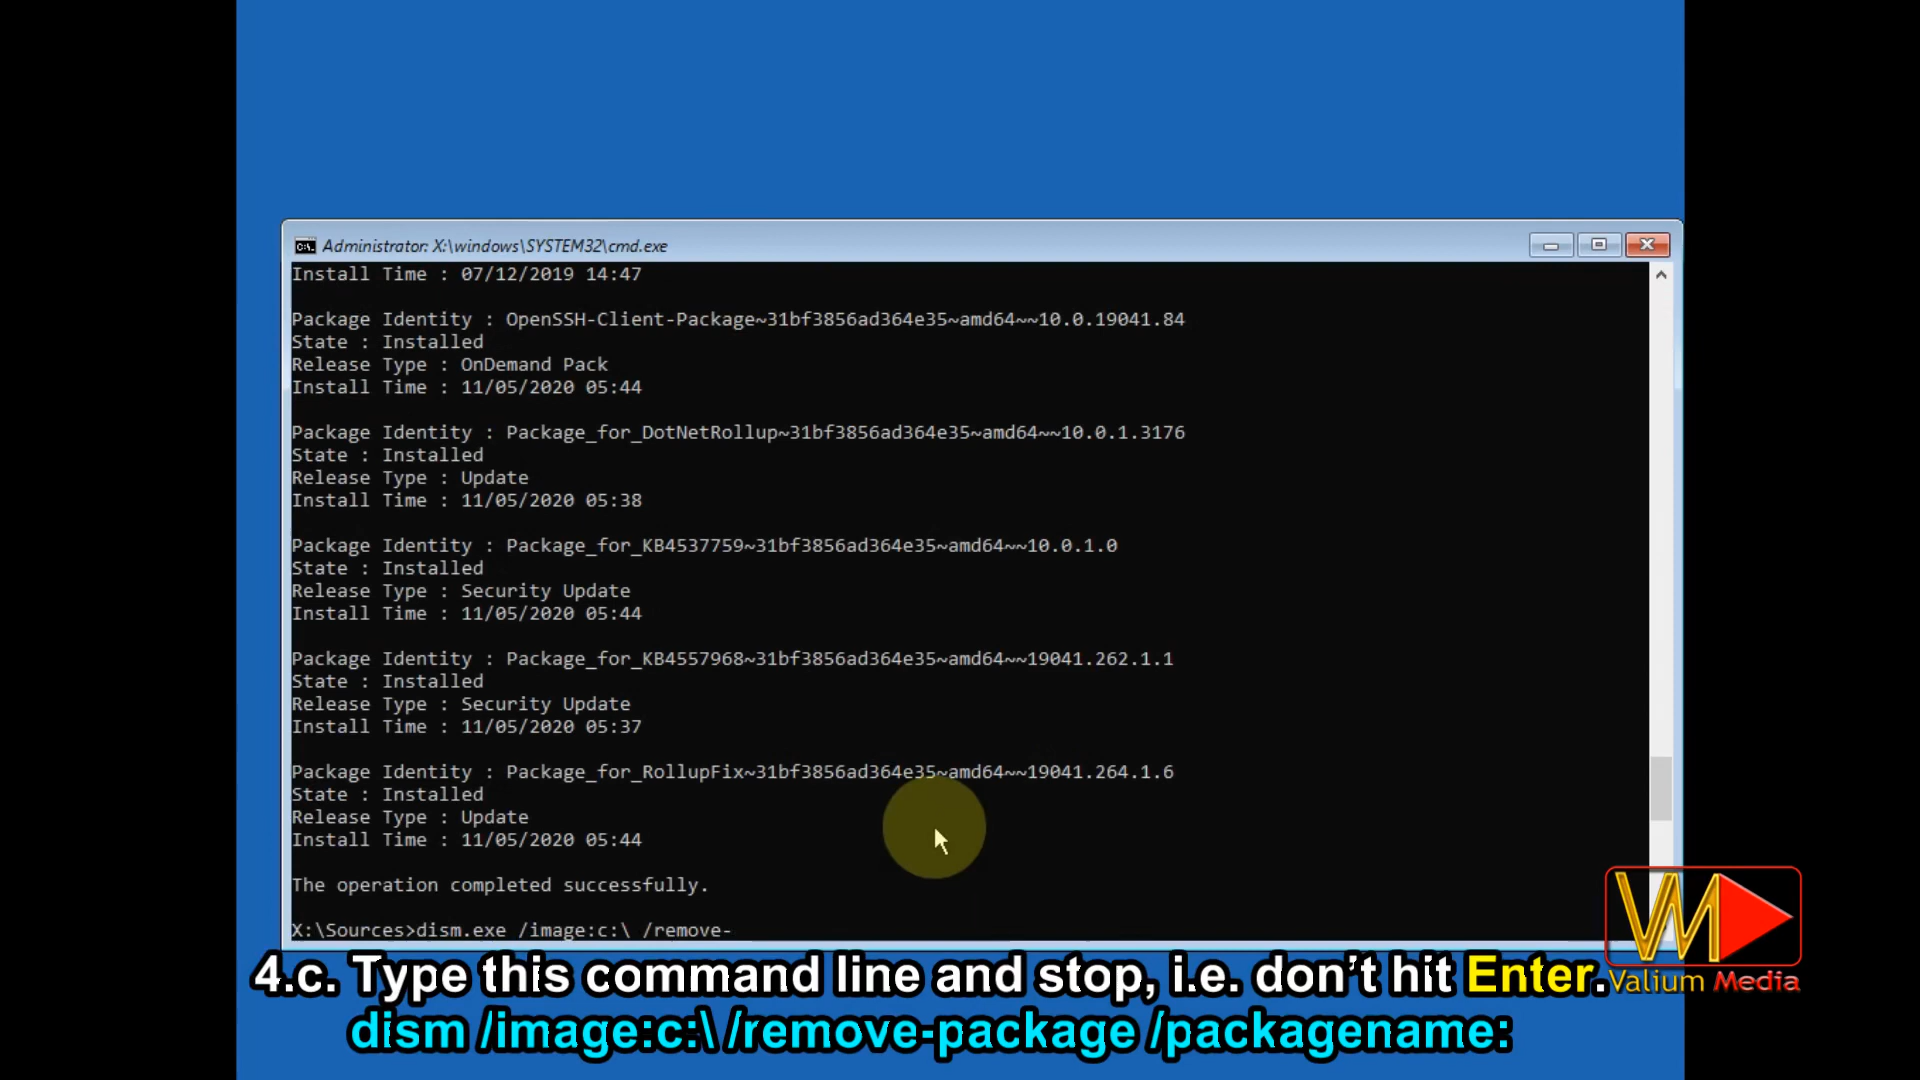 Administrator: X:\windows\SYSTEM32\cmd.exe
Install Time : 07/12/2019 14:47
Package Identity : OpenSSH-Client-Package~31bf3856ad364e35~amd64~~10.0.19041.84
State : Installed
Release Type : OnDemand Pack
Install Time : 11/05/2020 05:44
Package Identity : Package_for_DotNetRollup~31bf3856ad364e35~amd64~~10.0.1.3176
State : Installed
Release Type : Update
Install Time : 11/05/2020 05:38
Package Identity : Package_for_KB4537759~31bf3856ad364e35~amd64~~10.0.1.0
State : Installed
Release Type : Security Update
Install Time : 11/05/2020 05:44
Package Identity : Package_for_KB4557968~31bf3856ad364e35~amd64~~19041.262.1.1
State : Installed
Release Type : Security Update
Install Time : 11/05/2020 05:37
Package Identity : Package_for_RollupFix~31bf3856ad364e35~amd64~~19041.264.1.6
State : Installed
Release Type : Update
Install Time : 11/05/2020 05:44
The operation completed successfully.
X:\Sources>dism.exe /image:c:\ /remove-
4.c. Type this command line and stop, i.e. don’t hit Enter.
dism /image:c:\ /remove-package /packagename:
VM
Valium Media